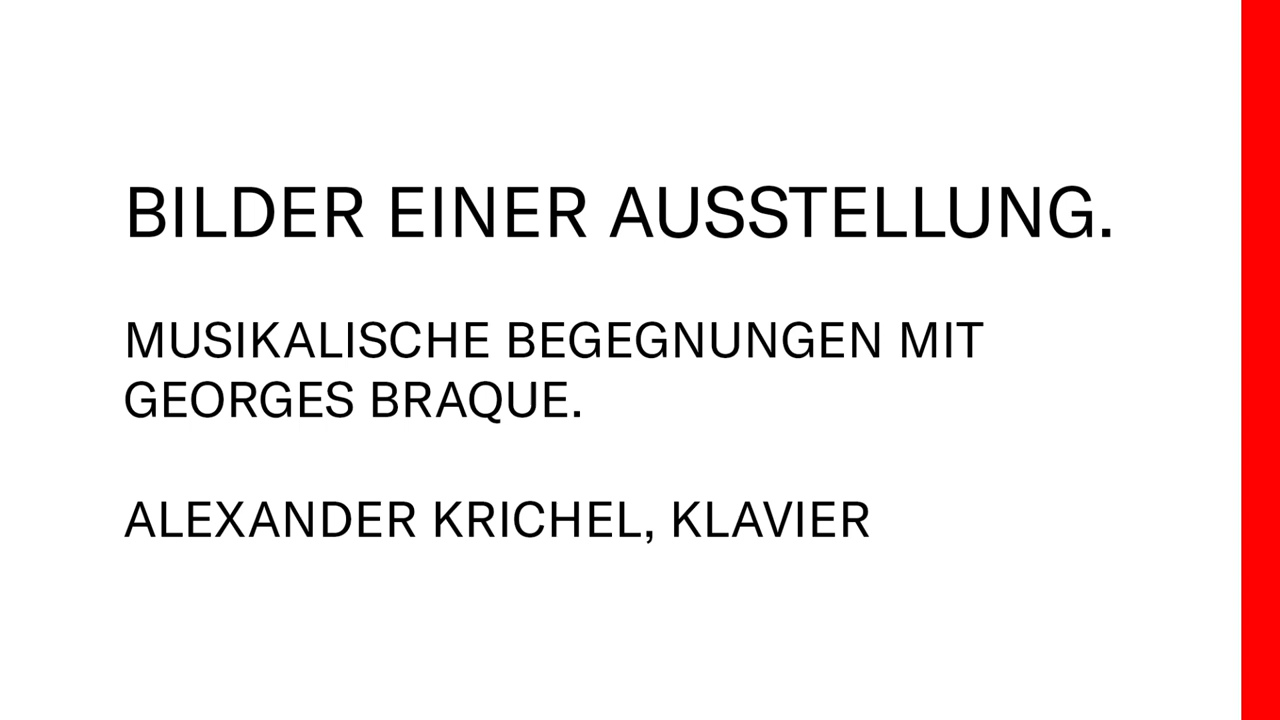 BILDER EINER AUSSTELLUNG.
MUSIKALISCHE BEGEGNUNGEN MIT
GEORGES BRAQUE.
ALEXANDER KRICHEL, KLAVIER